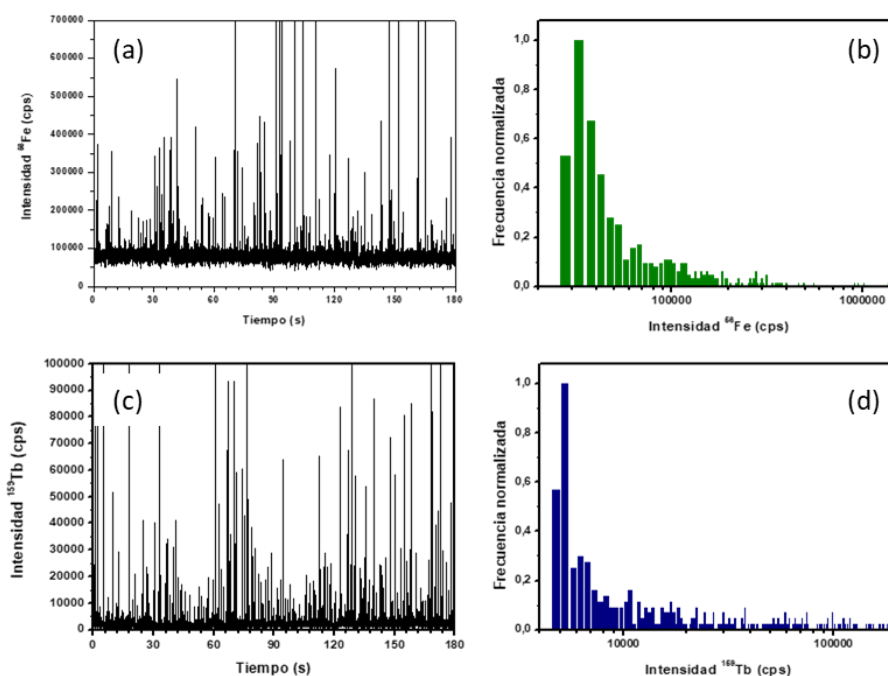 (a)
Intensidad ⁵⁶Fe (cps)
700000
600000
500000
400000
300000
200000
100000
0
0 30 60 90 120 150 180
Tiempo (s)
(b)
Frecuencia normalizada
1,0
0,8
0,6
0,4
0,2
0,0
100000 1000000
Intensidad ⁵⁶Fe (cps)
(c)
Intensidad ¹⁵⁹Tb (cps)
100000
90000
80000
70000
60000
50000
40000
30000
20000
10000
0
0 30 60 90 120 150 180
Tiempo (s)
(d)
Frecuencia normalizada
1,0
0,8
0,6
0,4
0,2
0,0
10000 100000
Intensidad ¹⁵⁹Tb (cps)